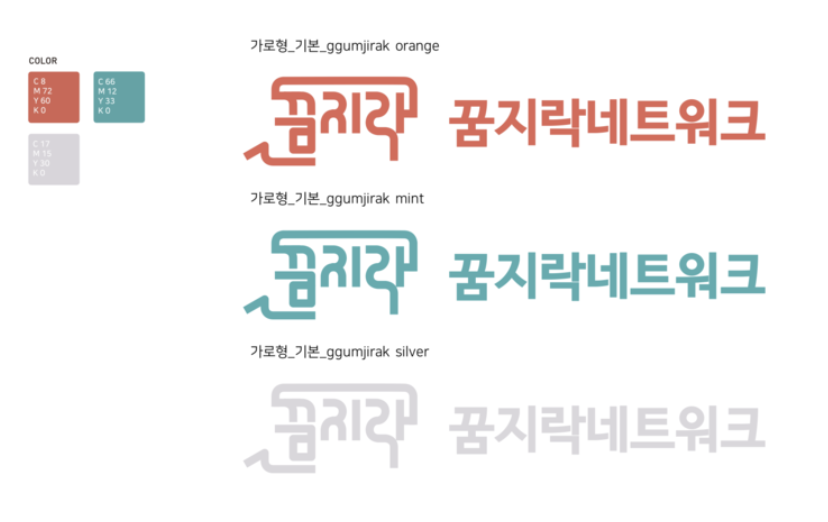 COLOR
C 8
M 72
Y 60
K 0
C 66
M 12
Y 33
K 0
C 17
M 15
Y 30
K 0
가로형_기본_ggumjirak orange
꿈지락 꿈지락네트워크
가로형_기본_ggumjirak mint
꿈지락 꿈지락네트워크
가로형_기본_ggumjirak silver
꿈지락 꿈지락네트워크